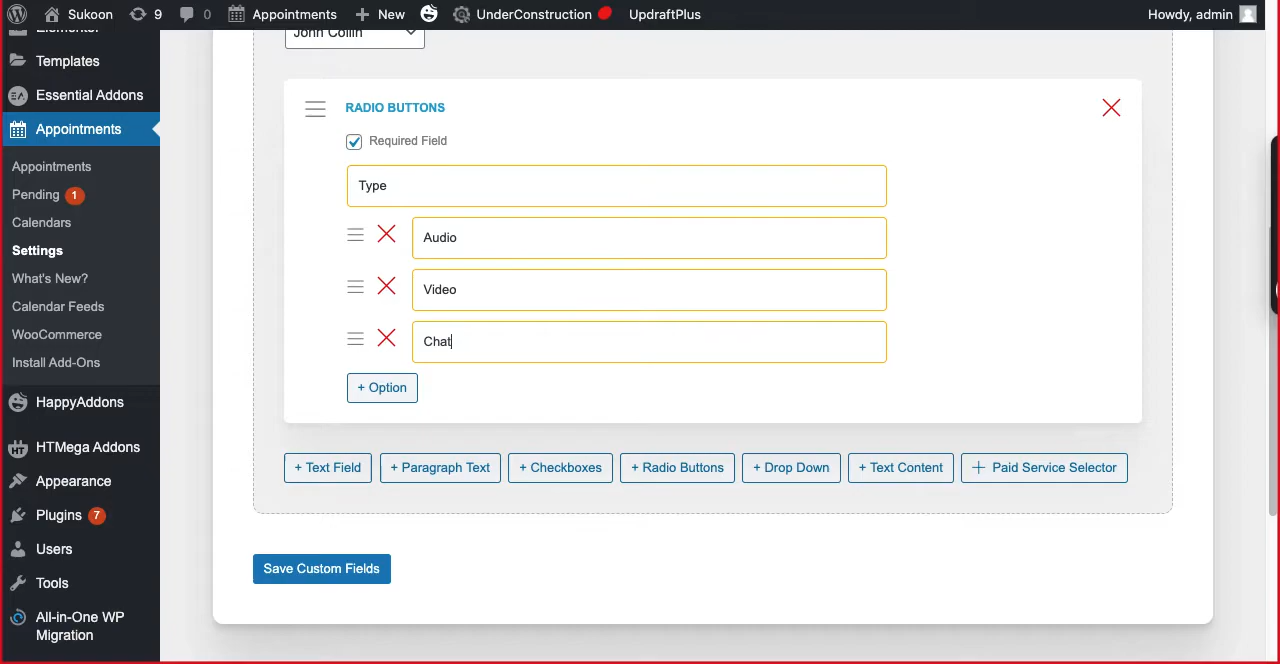 Sukoon 9 0 Appointments New UnderConstruction UpdraftPlus Howdy, admin
Elementor
Templates
Essential Addons
Appointments
Appointments
Pending 1
Calendars
Settings
What's New?
Calendar Feeds
WooCommerce
Install Add-Ons
HappyAddons
HTMega Addons
Appearance
Plugins 7
Users
Tools
All-in-One WP
Migration
John Collin
RADIO BUTTONS
Required Field
Type
Audio
Video
Chat
+ Option
+ Text Field + Paragraph Text + Checkboxes + Radio Buttons + Drop Down + Text Content + Paid Service Selector
Save Custom Fields